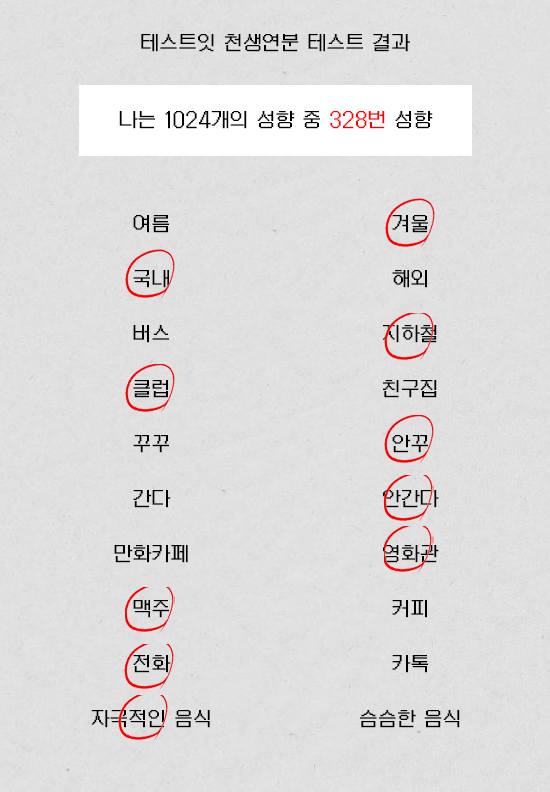 테스트잇 천생연분 테스트 결과
나는 1024개의 성향 중 328번 성향
여름 겨울
국내 해외
버스 지하철
클럽 친구집
꾸꾸 안꾸
간다 안간다
만화카페 영화관
맥주 커피
전화 카톡
자극적인 음식 슴슴한 음식